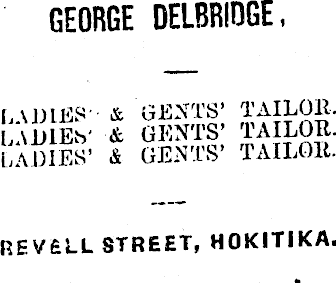 GEORGE DELBRIDGE,
LADIES' & GENTS' TAILOR.
LADIES' & GENTS' TAILOR.
LADIES' & GENTS' TAILOR.
REVELL STREET, HOKITIKA.